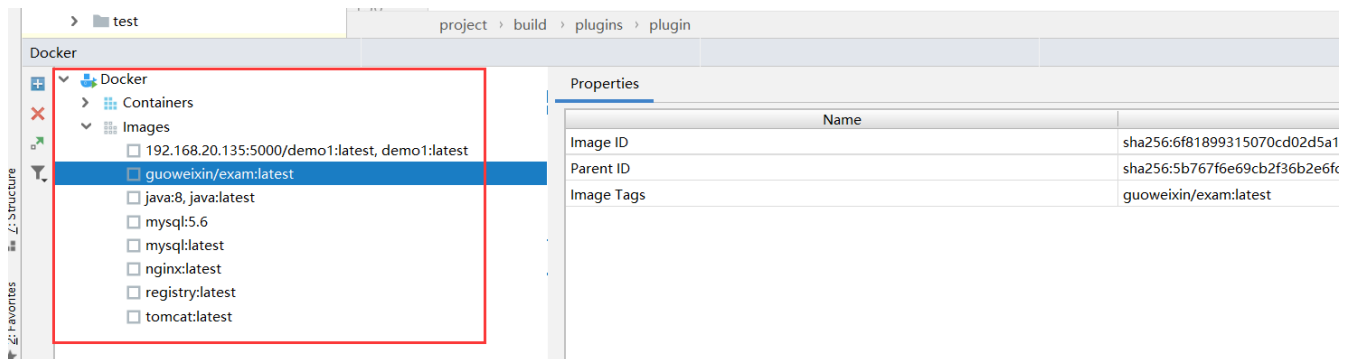 test
project › build › plugins › plugin
Docker
Docker
Containers
Images
192.168.20.135:5000/demo1:latest, demo1:latest
guoweixin/exam:latest
java:8, java:latest
mysql:5.6
mysql:latest
nginx:latest
registry:latest
tomcat:latest
Properties
Name
Image ID
sha256:6f81899315070cd02d5a1
Parent ID
sha256:5b767f6e69cb2f36b2e6fc
Image Tags
guoweixin/exam:latest
Z: Structure
2: Favorites